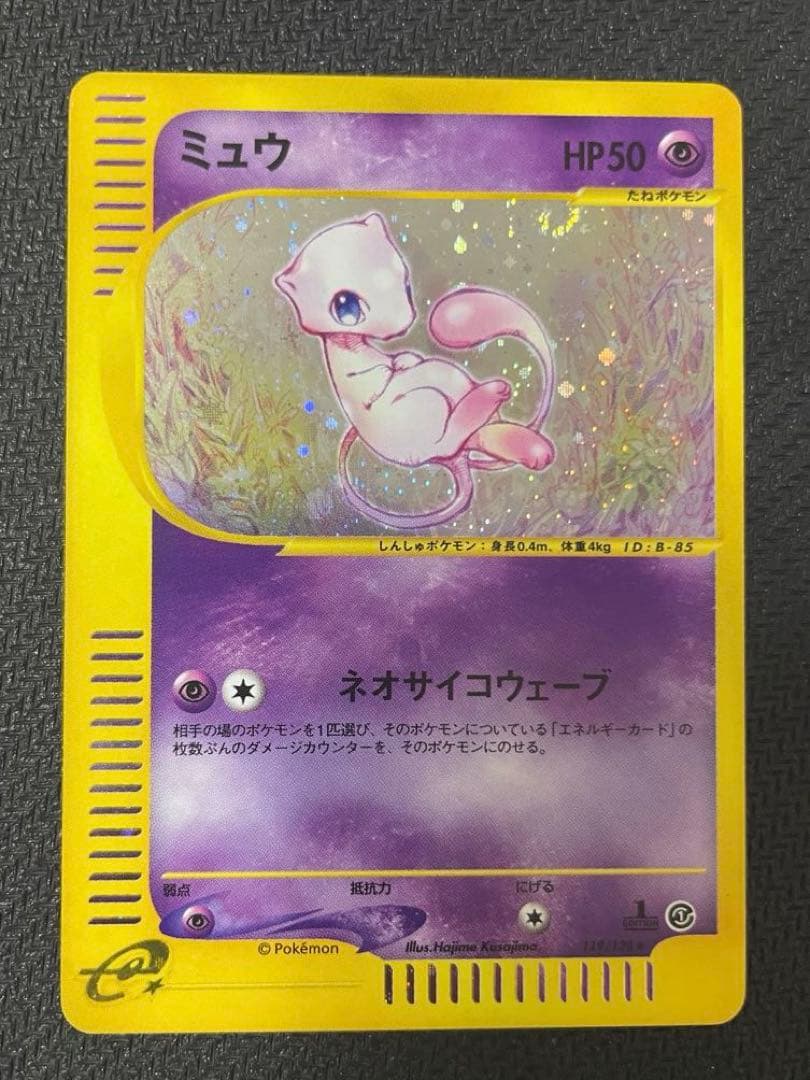 ミュウ
HP50
たねポケモン
しんしゅポケモン：身長0.4m、体重4kg ID:B-85
ネオサイコウェーブ
相手の場のポケモンを1匹選び、そのポケモンについている「エネルギーカード」の
枚数ぶんのダメージカウンターを、そのポケモンにのせる。
弱点 抵抗力 にげる
1 EDITION
©Pokémon Illus.Hajime Kusajima